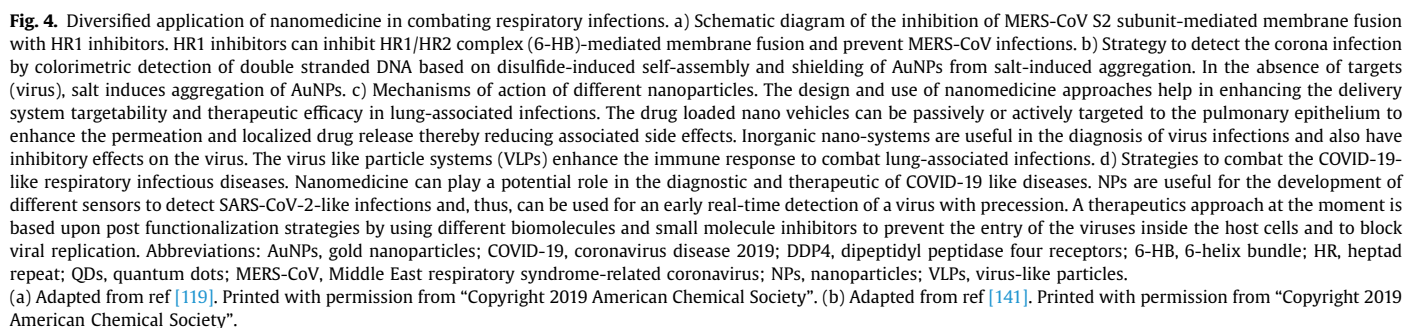 Fig. 4. Diversified application of nanomedicine in combating respiratory infections. a) Schematic diagram of the inhibition of MERS-CoV S2 subunit-mediated membrane fusion
with HR1 inhibitors. HR1 inhibitors can inhibit HR1/HR2 complex (6-HB)-mediated membrane fusion and prevent MERS-CoV infections. b) Strategy to detect the corona infection
by colorimetric detection of double stranded DNA based on disulfide-induced self-assembly and shielding of AuNPs from salt-induced aggregation. In the absence of targets
(virus), salt induces aggregation of AuNPs. c) Mechanisms of action of different nanoparticles. The design and use of nanomedicine approaches help in enhancing the delivery
system targetability and therapeutic efficacy in lung-associated infections. The drug loaded nano vehicles can be passively or actively targeted to the pulmonary epithelium to
enhance the permeation and localized drug release thereby reducing associated side effects. Inorganic nano-systems are useful in the diagnosis of virus infections and also have
inhibitory effects on the virus. The virus like particle systems (VLPs) enhance the immune response to combat lung-associated infections. d) Strategies to combat the COVID-19-
like respiratory infectious diseases. Nanomedicine can play a potential role in the diagnostic and therapeutic of COVID-19 like diseases. NPs are useful for the development of
different sensors to detect SARS-CoV-2-like infections and, thus, can be used for an early real-time detection of a virus with precession. A therapeutics approach at the moment is
based upon post functionalization strategies by using different biomolecules and small molecule inhibitors to prevent the entry of the viruses inside the host cells and to block
viral replication. Abbreviations: AuNPs, gold nanoparticles; COVID-19, coronavirus disease 2019; DDP4, dipeptidyl peptidase four receptors; 6-HB, 6-helix bundle; HR, heptad
repeat; QDs, quantum dots; MERS-CoV, Middle East respiratory syndrome-related coronavirus; NPs, nanoparticles; VLPs, virus-like particles.
(a) Adapted from ref [119]. Printed with permission from “Copyright 2019 American Chemical Society”. (b) Adapted from ref [141]. Printed with permission from “Copyright 2019
American Chemical Society”.